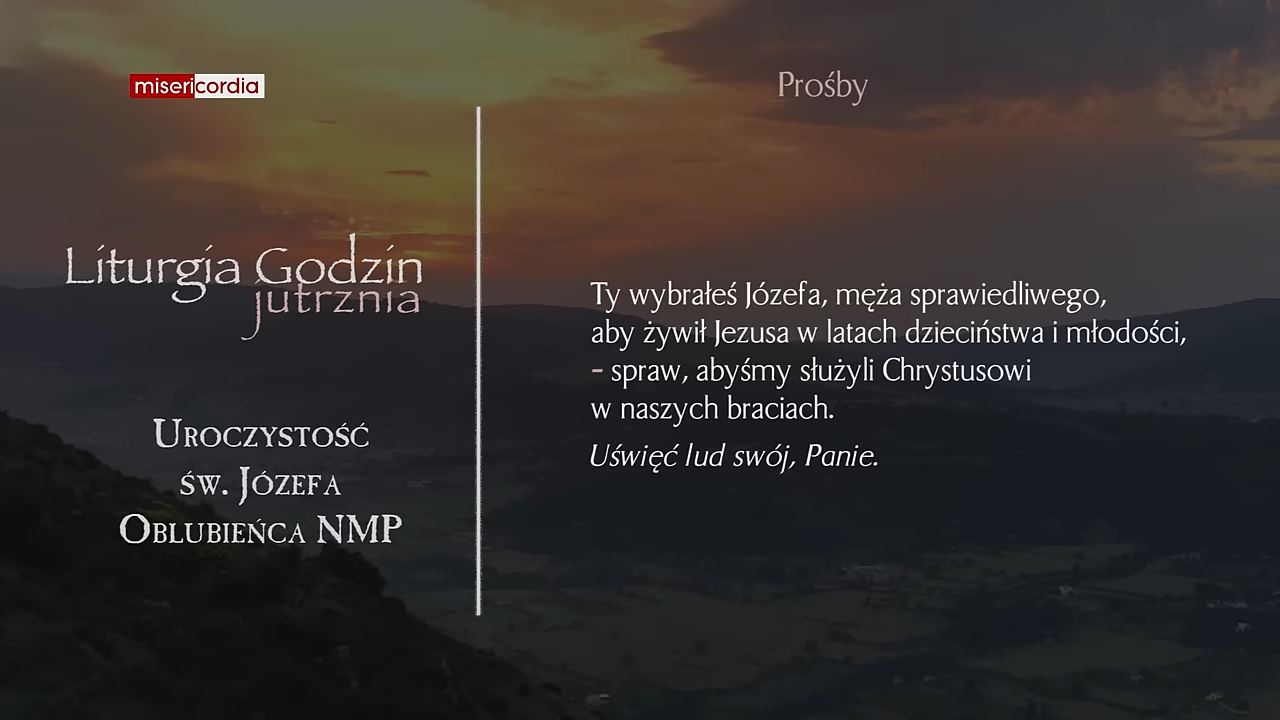 misericordia
Liturgia Godzin
jutrznia
Uroczystość
św. Józefa
Oblubieńca NMP
Prośby
Ty wybrałeś Józefa, męża sprawiedliwego,
aby żywił Jezusa w latach dzieciństwa i młodości,
- spraw, abyśmy służyli Chrystusowi
w naszych braciach.
Uświęć lud swój, Panie.